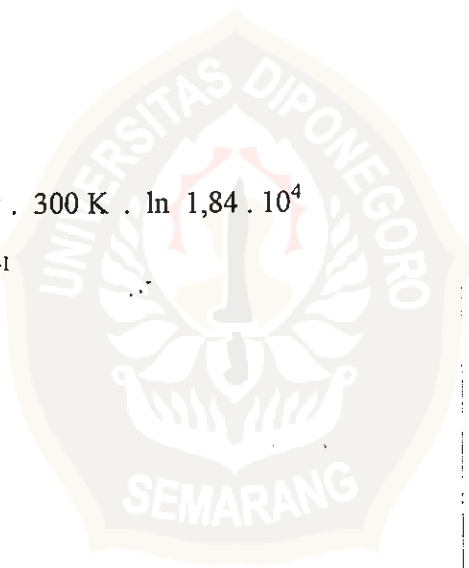 . 300 K . ln 1,84 . 10⁴
UNIVERSITAS DIPONEGORO
SEMARANG